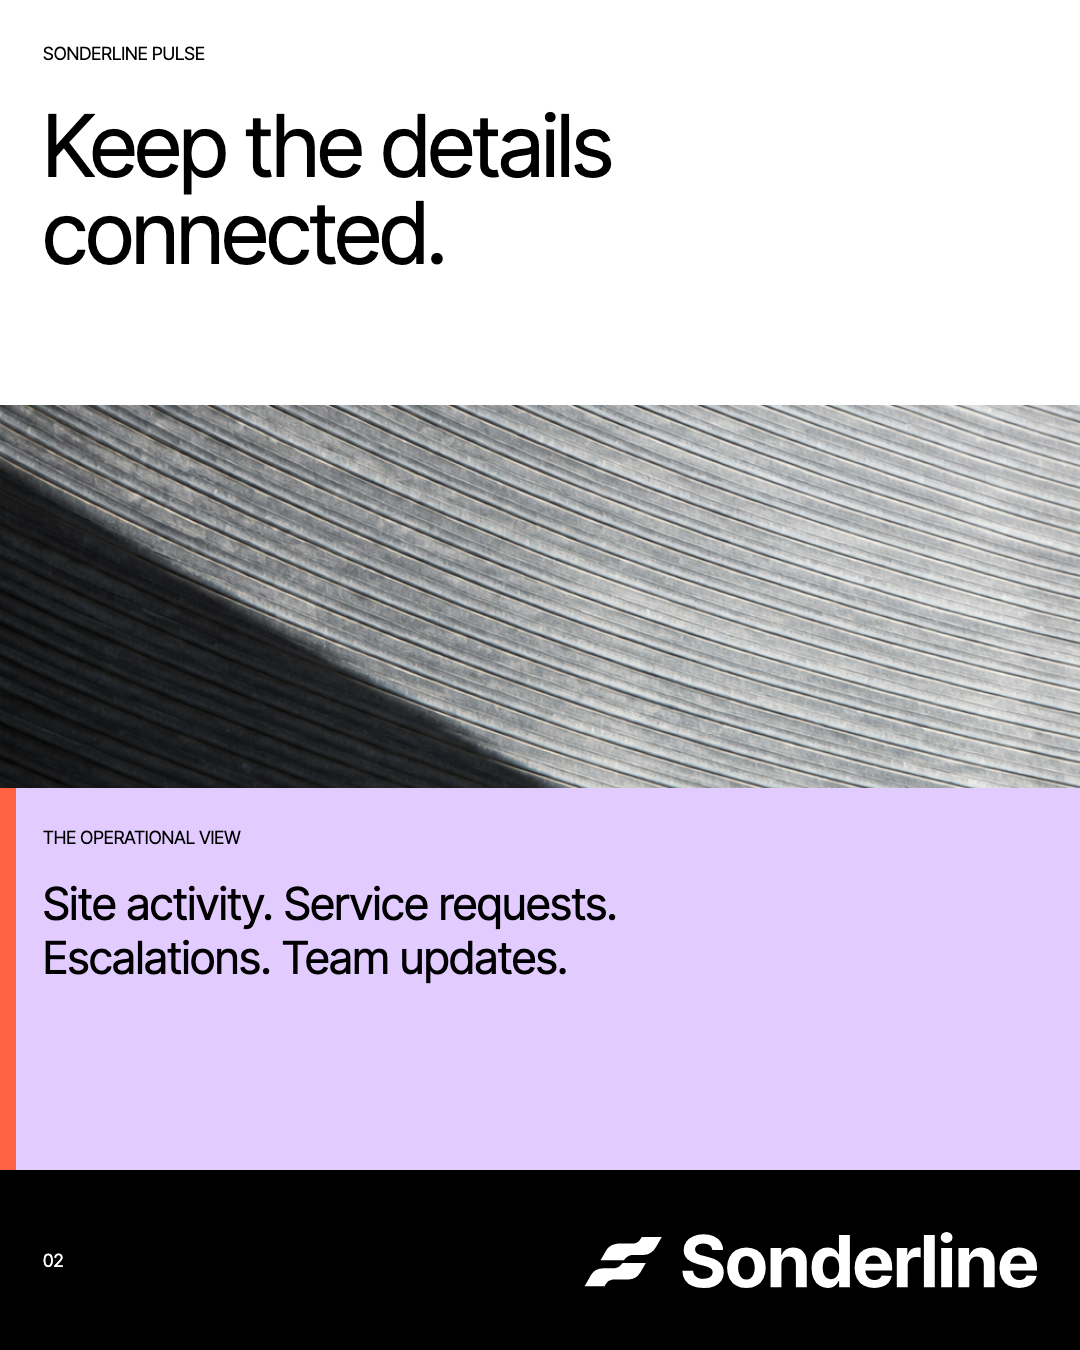 SONDERLINE PULSE
Keep the details
connected.
THE OPERATIONAL VIEW
Site activity. Service requests.
Escalations. Team updates.
02
Sonderline